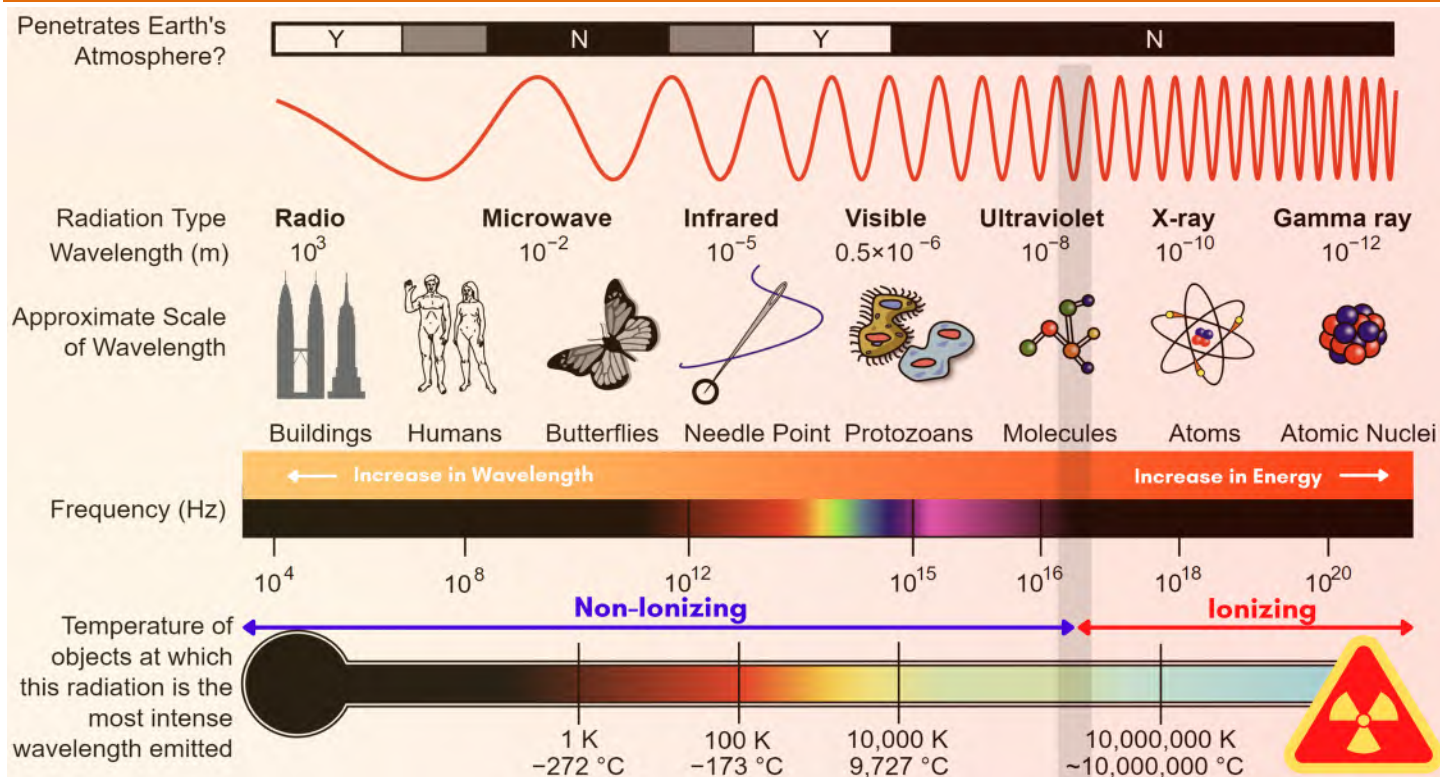 Penetrates Earth's
Atmosphere?
Y N Y N
Radiation Type
Radio Microwave Infrared Visible Ultraviolet X-ray Gamma ray
Wavelength (m)
10³ 10⁻² 10⁻⁵ 0.5×10⁻⁶ 10⁻⁸ 10⁻¹⁰ 10⁻¹²
Approximate Scale
of Wavelength
Buildings Humans Butterflies Needle Point Protozoans Molecules Atoms Atomic Nuclei
← Increase in Wavelength Increase in Energy →
Frequency (Hz)
10⁴ 10⁸ 10¹² 10¹⁵ 10¹⁶ 10¹⁸ 10²⁰
Non-Ionizing Ionizing
Temperature of
objects at which
this radiation is the
most intense
wavelength emitted
1 K 100 K 10,000 K 10,000,000 K
−272 °C −173 °C 9,727 °C ~10,000,000 °C